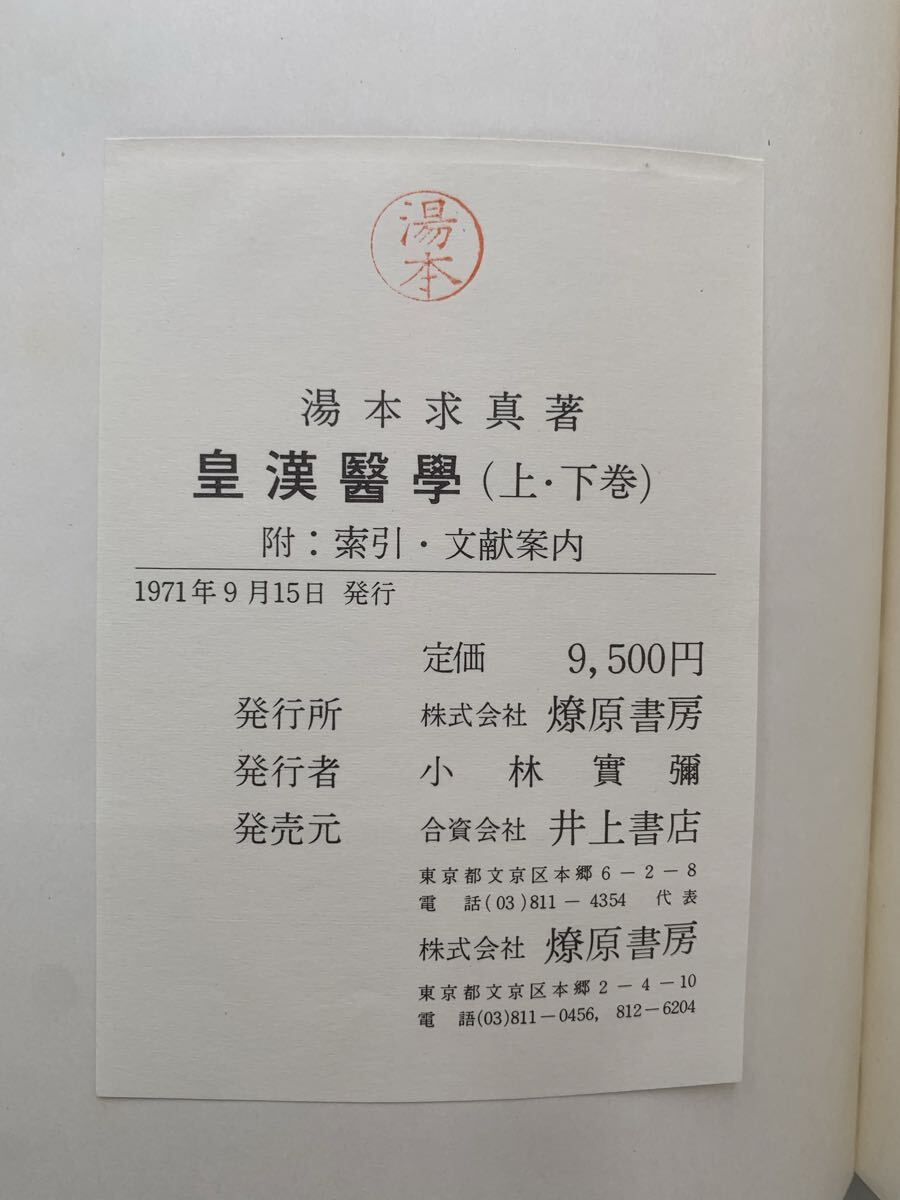 湯
本
湯本求真著
皇漢醫學(上・下巻)
附：索引・文献案内
1971年9月15日 発行
定価 9,500円
発行所 株式会社 燎原書房
発行者 小林實彌
発売元 合資会社 井上書店
東京都文京区本郷6－2－8
電話(03)811－4354 代表
株式会社 燎原書房
東京都文京区本郷2－4－10
電語(03)811－0456, 812－6204